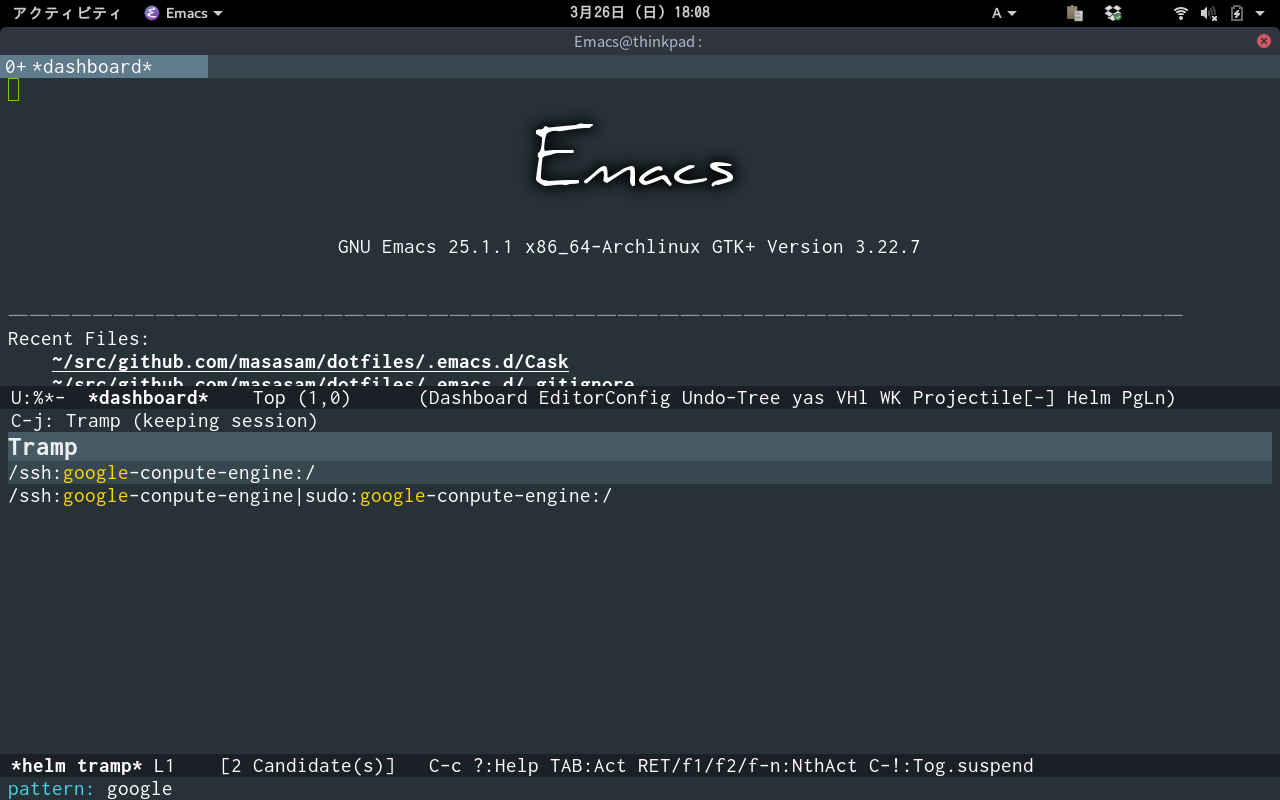 アクティビティ Emacs 3月26日 (日) 18:08 A
Emacs@thinkpad:
0+ *dashboard*
Emacs
GNU Emacs 25.1.1 x86_64-Archlinux GTK+ Version 3.22.7
Recent Files:
~/src/github.com/masasam/dotfiles/.emacs.d/Cask
~/src/github.com/masasam/dotfiles/.emacs.d/.gitignore
U:%*- *dashboard* Top (1,0) (Dashboard EditorConfig Undo-Tree yas VHl WK Projectile[-] Helm PgLn)
C-j: Tramp (keeping session)
Tramp
/ssh:google-conpute-engine:/
/ssh:google-conpute-engine|sudo:google-conpute-engine:/
*helm tramp* L1 [2 Candidate(s)] C-c ?:Help TAB:Act RET/f1/f2/f-n:NthAct C-!:Tog.suspend
pattern: google